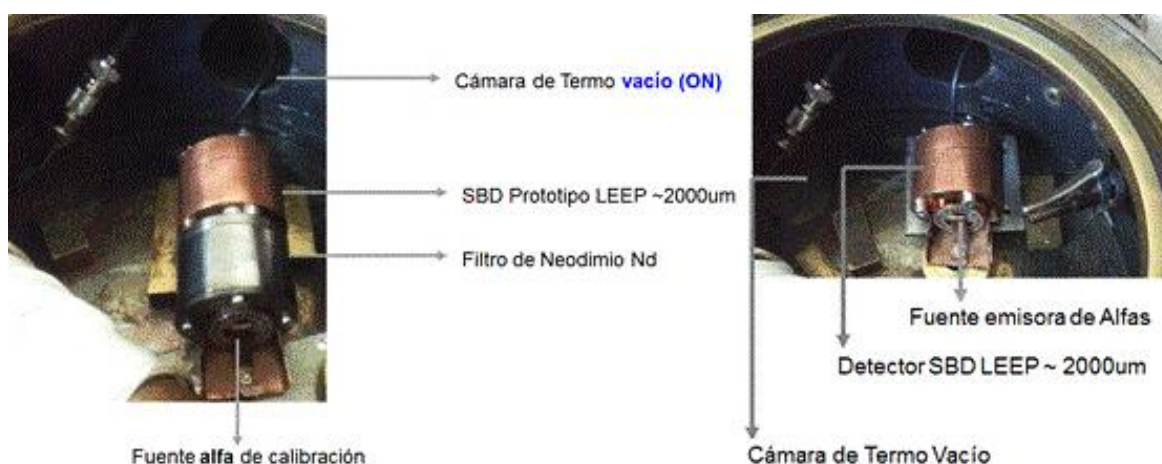 Cámara de Termo vacío (ON)
SBD Prototipo LEEP ~2000um
Filtro de Neodimio Nd
Fuente alfa de calibración
Fuente emisora de Alfas
Detector SBD LEEP ~ 2000um
Cámara de Termo Vacío